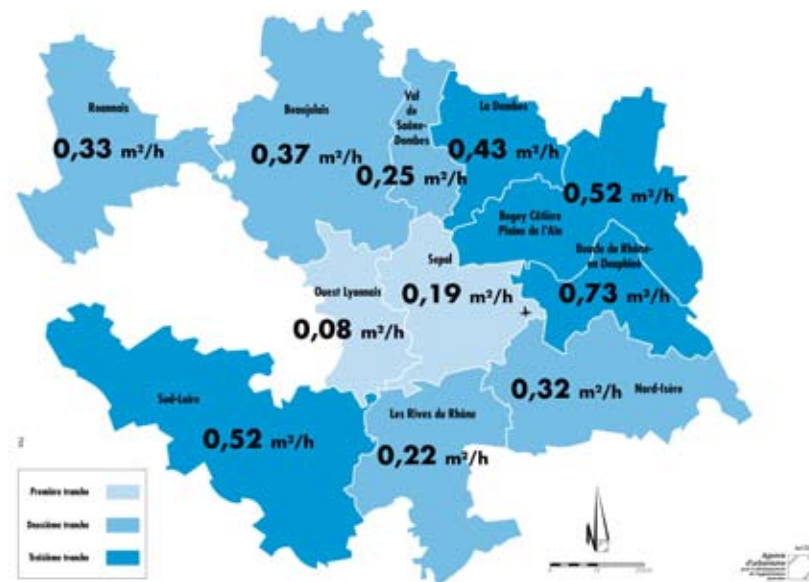 Roannais
0,33 m²/h
Beaujolais
0,37 m²/h
Val
de
Saône-
Dombes
0,25 m²/h
La Dombes
0,43 m²/h
0,52 m²/h
Bugey Côtière
Plaine de l'Ain
Boucle du Rhône-
en Dauphiné
0,73 m²/h
Sepal
0,19 m²/h
Ouest Lyonnais
0,08 m²/h
0,32 m²/h Nord-Isère
Sud-Loire
0,52 m²/h
Les Rives du Rhône
0,22 m²/h
Première tranche
Deuxième tranche
Troisième tranche
Agence
d'urbanisme